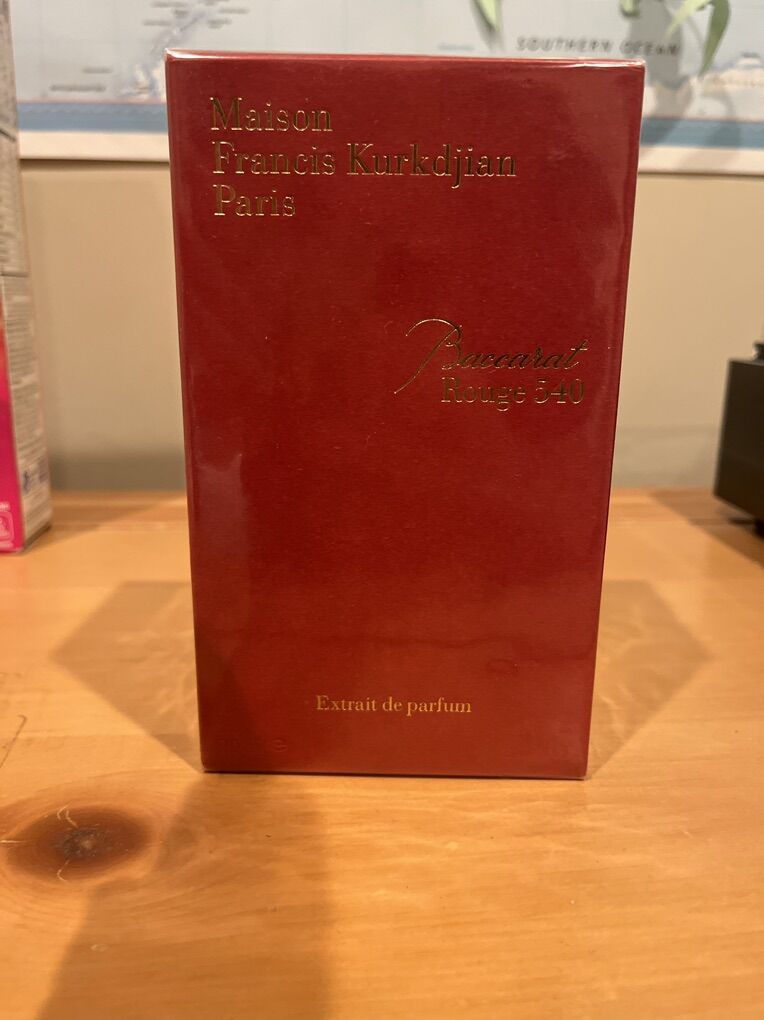 SOUTHERN OCEAN
Maison
Francis Kurkdjian
Paris
Baccarat
Rouge 540
Extrait de parfum